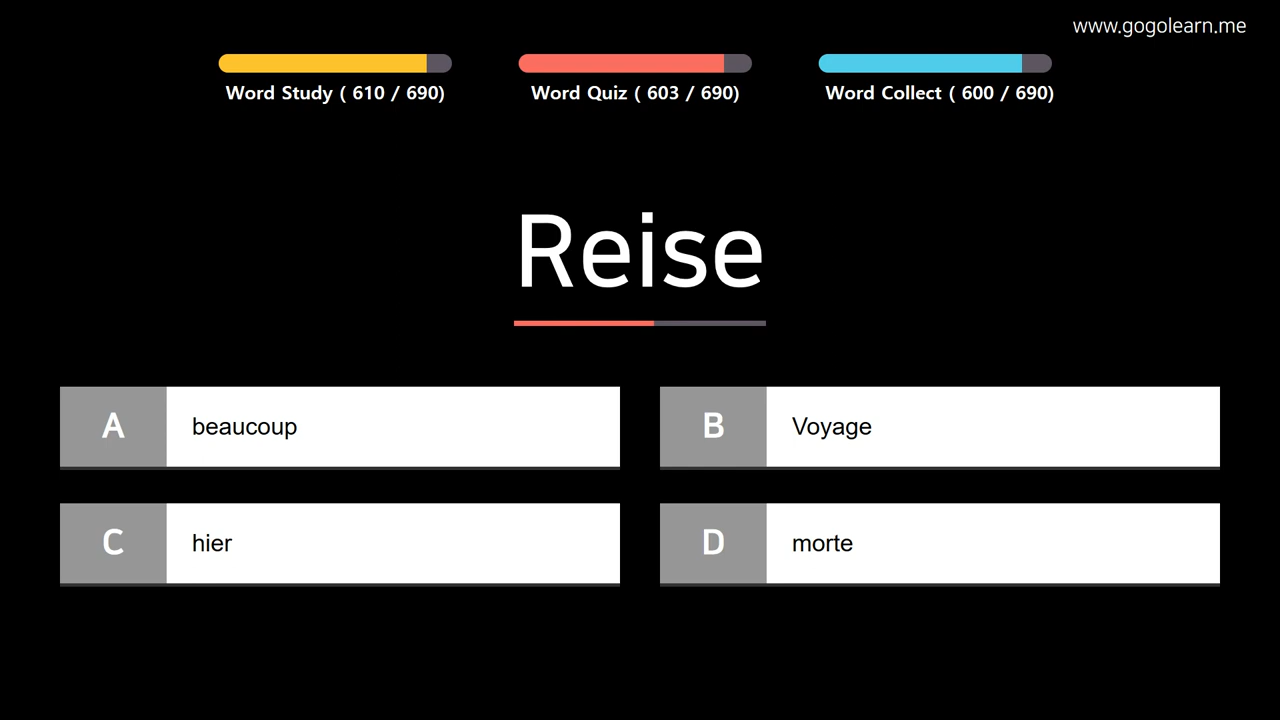 www.gogolearn.me
Word Study ( 610 / 690)
Word Quiz ( 603 / 690)
Word Collect ( 600 / 690)
Reise
A beaucoup
B Voyage
C hier
D morte